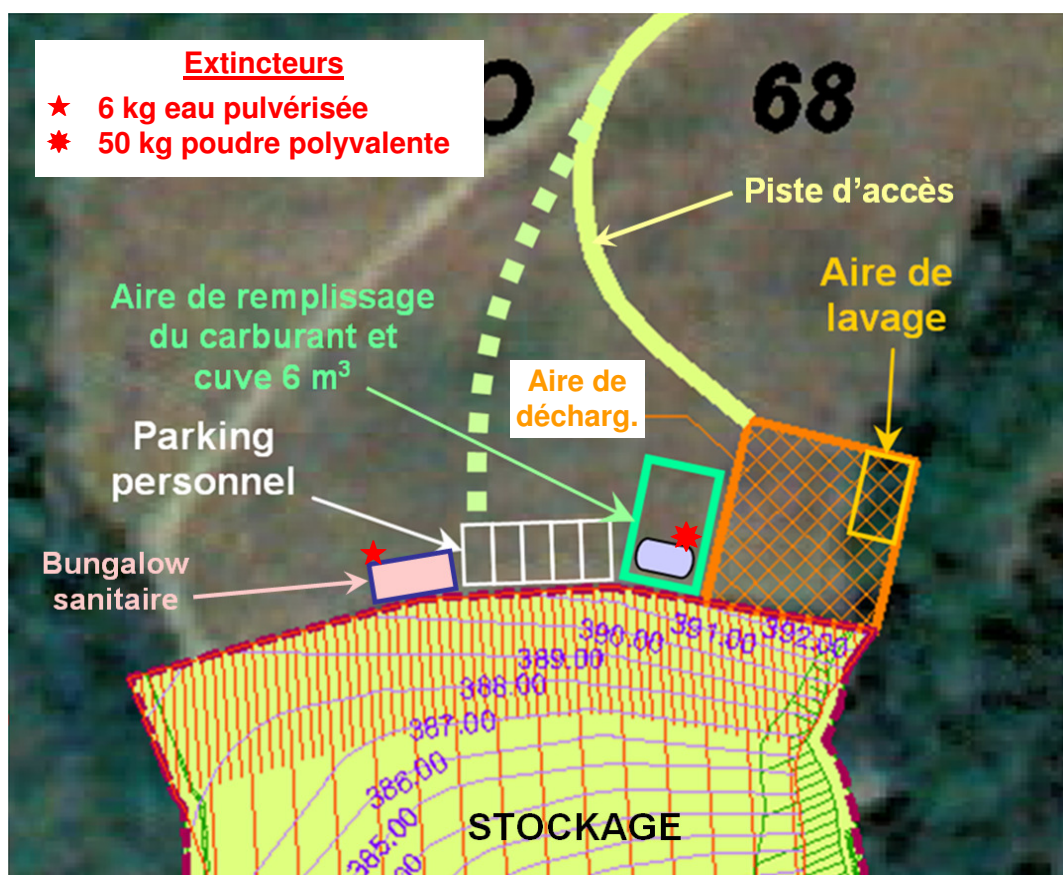 Extincteurs
6 kg eau pulvérisée
50 kg poudre polyvalente
O
68
Piste d'accès
Aire de
lavage
Aire de remplissage
du carburant et
cuve 6 m³
Aire de
décharg.
Parking
personnel
Bungalow
sanitaire
392.00
391.00
390.00
389.00
388.00
387.00
386.00
385.00
STOCKAGE